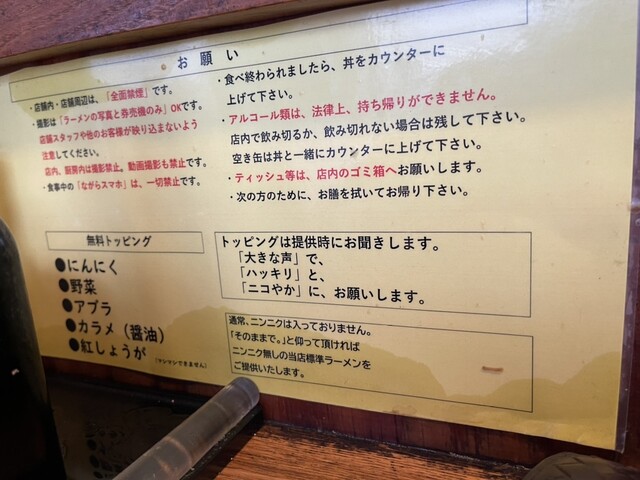 お願い
・店舗内・店舗周辺は、「全面禁煙」です。
・撮影は「ラーメンの写真と券売機のみ」OKです。
店舗スタッフや他のお客様が映り込まないよう
注意してください。
店内、厨房内は撮影禁止。動画撮影も禁止です。
・食事中の「ながらスマホ」は、一切禁止です。
・食べ終わられましたら、丼をカウンターに
上げて下さい。
・アルコール類は、法律上、持ち帰りができません。
店内で飲み切るか、飲み切れない場合は残して下さい。
空き缶は丼と一緒にカウンターに上げて下さい。
・ティッシュ等は、店内のゴミ箱へお願いします。
・次の方のために、お膳を拭いてお帰り下さい。
無料トッピング
●にんにく
●野菜
●アブラ
●カラメ（醤油）
●紅しょうが
（マシマシできません）
トッピングは提供時にお聞きします。
「大きな声」で、
「ハッキリ」と、
「ニコやか」に、お願いします。
通常、ニンニクは入っておりません。
「そのままで。」と仰って頂ければ
ニンニク無しの当店標準ラーメンを
ご提供いたします。